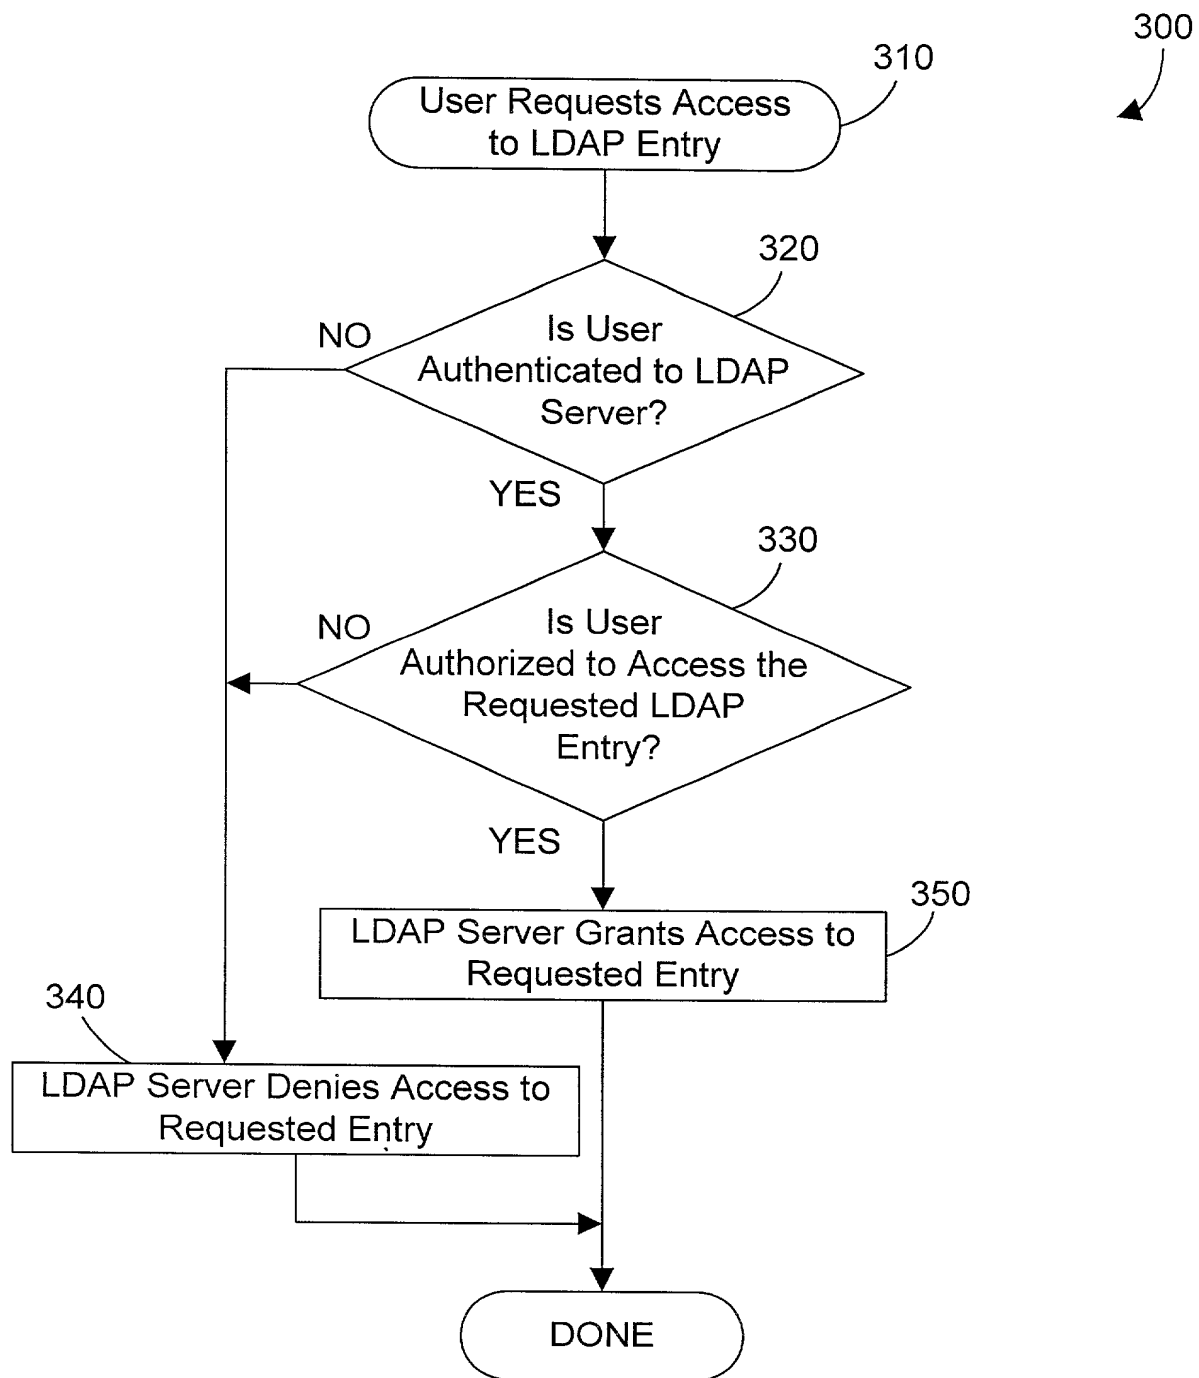 300
310
User Requests Access
to LDAP Entry
320
NO
Is User
Authenticated to LDAP
Server?
YES
330
NO
Is User
Authorized to Access the
Requested LDAP
Entry?
YES
350
LDAP Server Grants Access to
Requested Entry
340
LDAP Server Denies Access to
Requested Entry
DONE